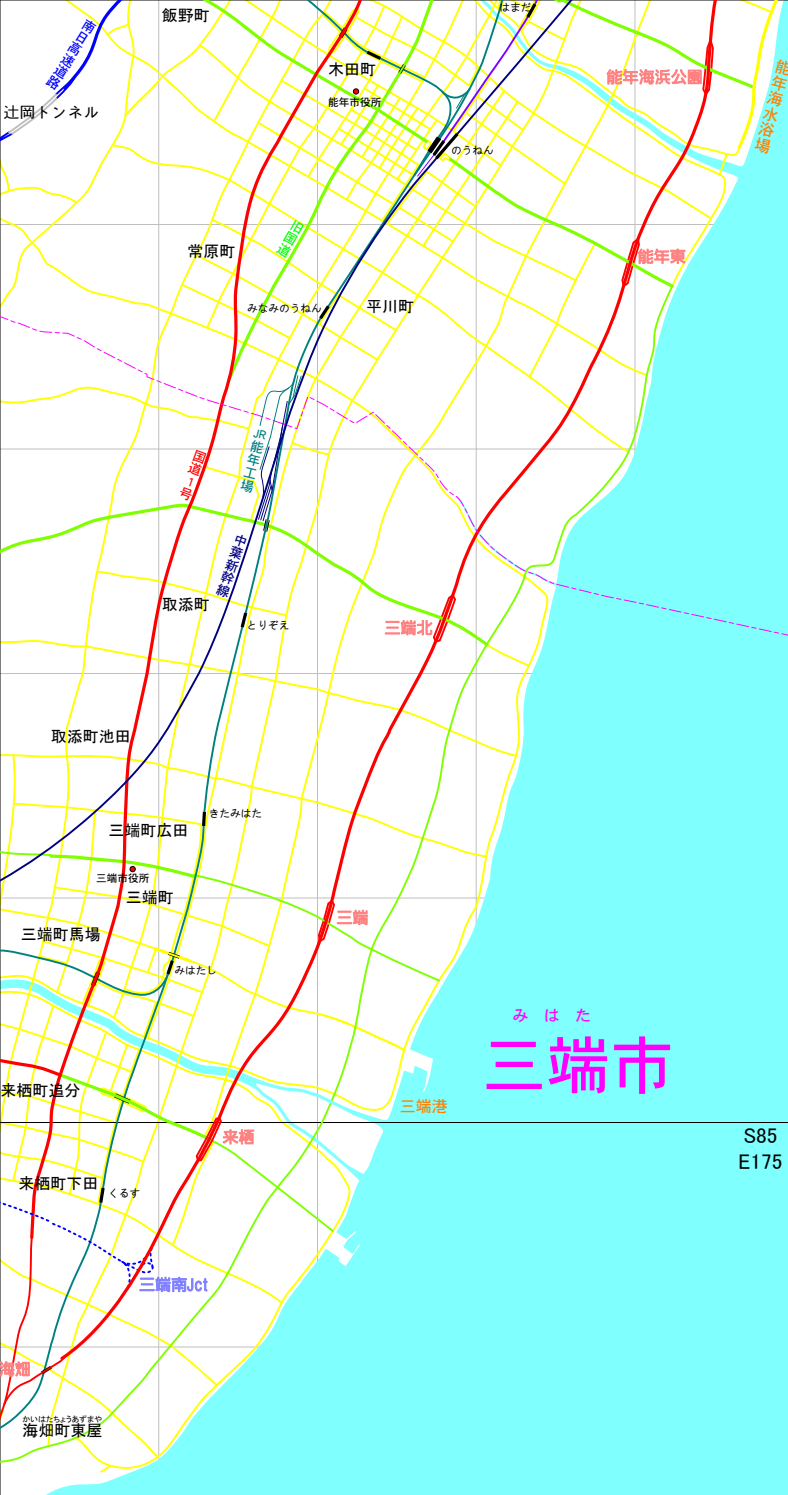 はまだ
飯野町
南日高速道路
木田町
能年市役所
能年海浜公園
能年海水浴場
辻岡トンネル
のうねん
旧国道
常原町
能年東
みなみのうねん
平川町
JR能年工場
国道1号
中葉新幹線
取添町
とりぞえ
三端北
取添町池田
きたみはた
三端町広田
三端市役所
三端町
三端
三端町馬場
みはたし
みはた
三端市
来栖町追分
三端港
来栖
S85
E175
来栖町下田
くるす
三端南Jct
海畑
かいはたちょうあずまや
海畑町東屋